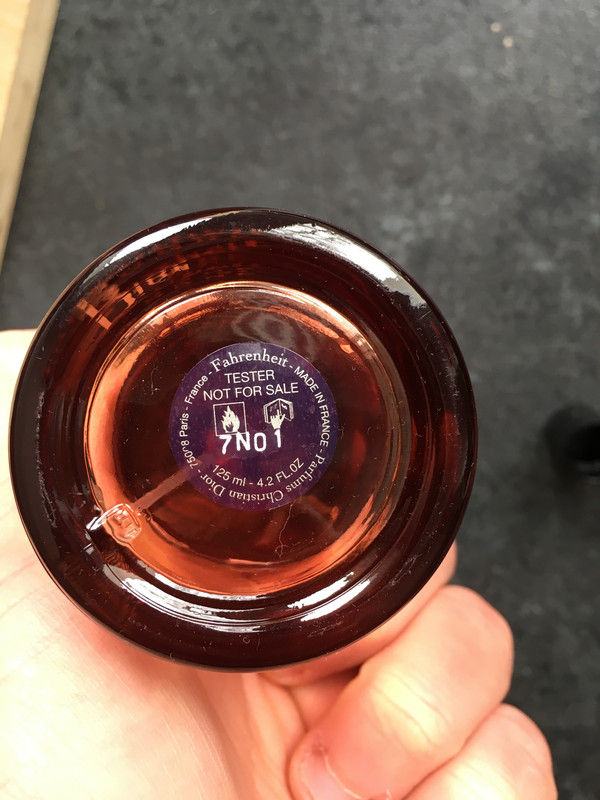 Dior
Fahrenheit - MADE IN FRANCE - Parfums Christian Dior - 75008 Paris - France -
TESTER
NOT FOR SALE
7N01
125 ml - 4.2 FL.OZ